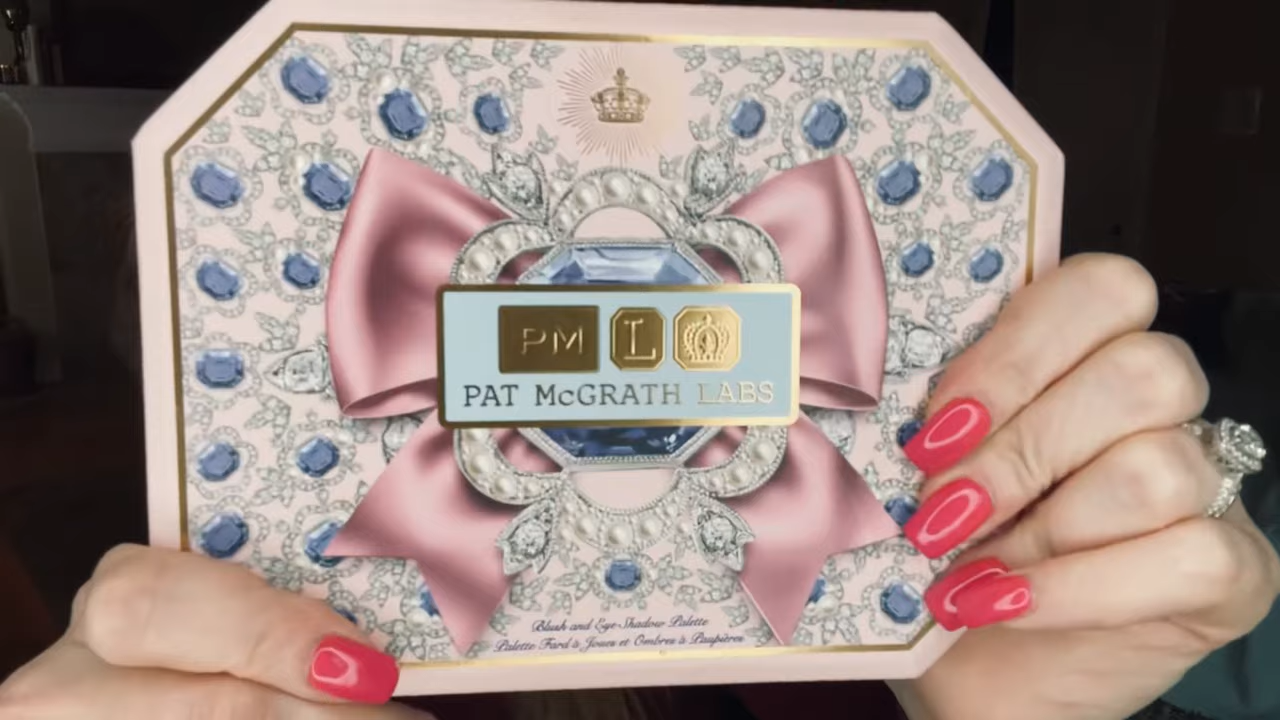 PM L
PAT McGRATH LABS
Blush and Eye Shadow Palette
Palette Fard à Joues et Ombres à Paupières